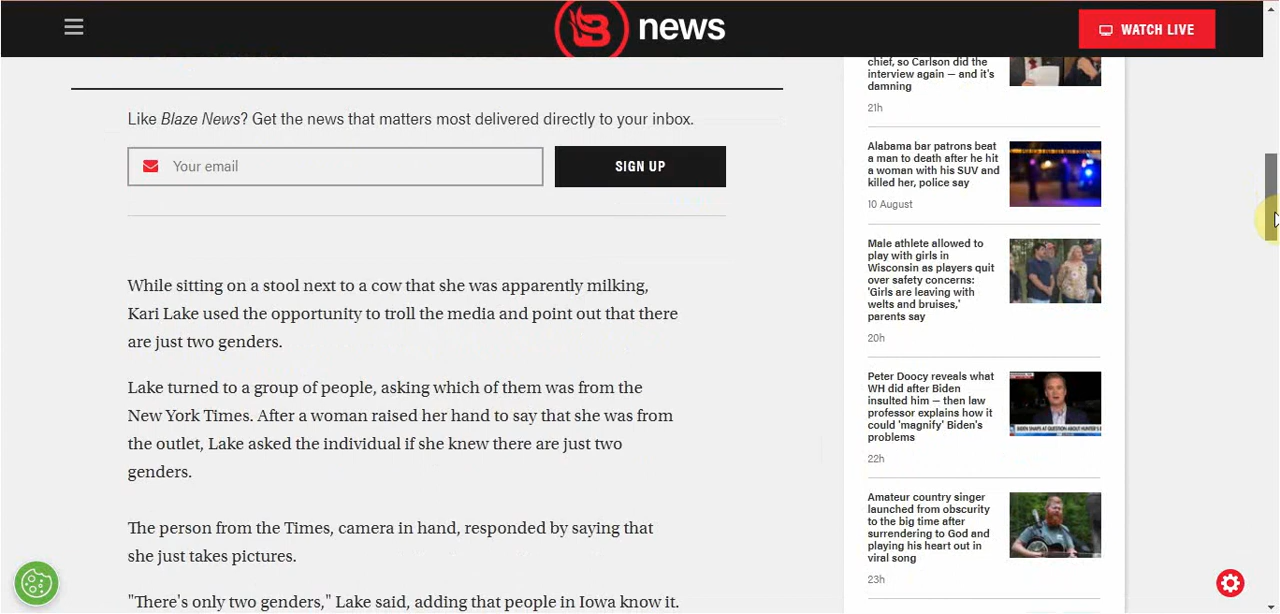 news
WATCH LIVE
Like Blaze News? Get the news that matters most delivered directly to your inbox.
Your email
SIGN UP
While sitting on a stool next to a cow that she was apparently milking,
Kari Lake used the opportunity to troll the media and point out that there
are just two genders.
Lake turned to a group of people, asking which of them was from the
New York Times. After a woman raised her hand to say that she was from
the outlet, Lake asked the individual if she knew there are just two
genders.
The person from the Times, camera in hand, responded by saying that
she just takes pictures.
"There's only two genders," Lake said, adding that people in Iowa know it.
chief, so Carlson did the
interview again — and it's
damning
21h
Alabama bar patrons beat
a man to death after he hit
a woman with his SUV and
killed her, police say
10 August
Male athlete allowed to
play with girls in
Wisconsin as players quit
over safety concerns:
'Girls are leaving with
welts and bruises,'
parents say
20h
Peter Doocy reveals what
WH did after Biden
insulted him — then law
professor explains how it
could 'magnify' Biden's
problems
22h
Amateur country singer
launched from obscurity
to the big time after
surrendering to God and
playing his heart out in
viral song
23h